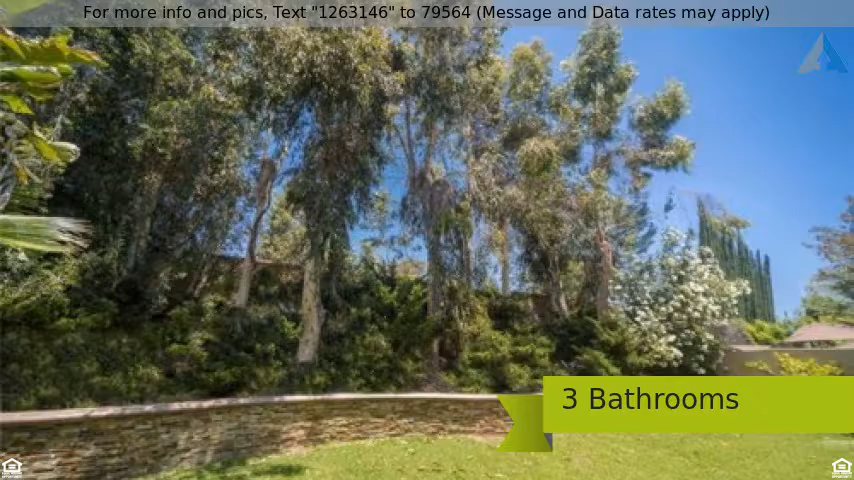 For more info and pics, Text "1263146" to 79564 (Message and Data rates may apply)
3 Bathrooms